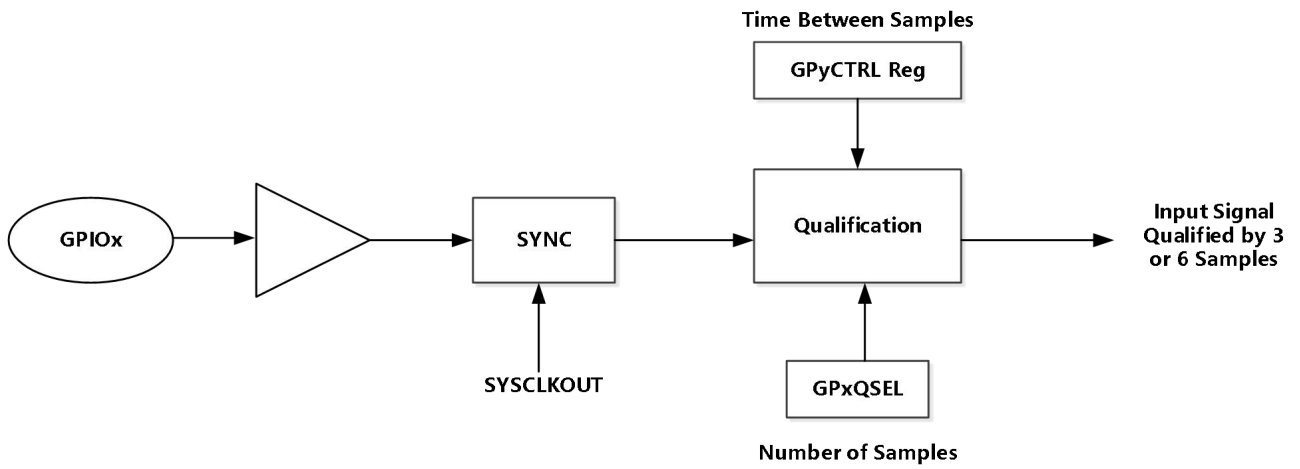 Time Between Samples
GPyCTRL Reg
GPIOx
SYNC
Qualification
Input Signal
Qualified by 3
or 6 Samples
SYSCLKOUT
GPxQSEL
Number of Samples